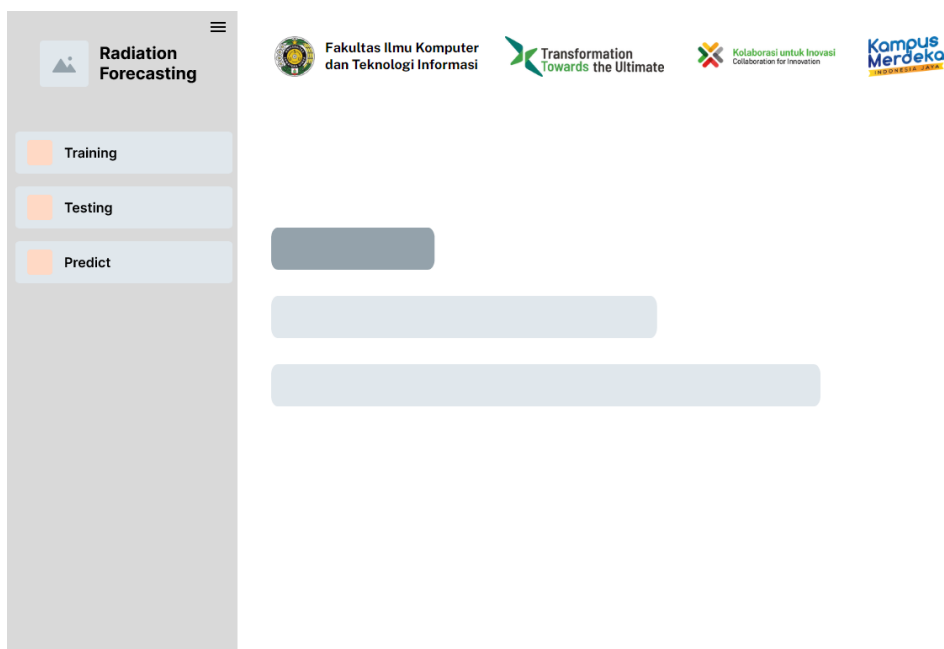 Radiation
Forecasting
Training
Testing
Predict
Fakultas Ilmu Komputer
dan Teknologi Informasi
Transformation
Towards the Ultimate
Kolaborasi untuk Inovasi
Collaboration for Innovation
Kampus
Merdeka
INDONESIA JAYA